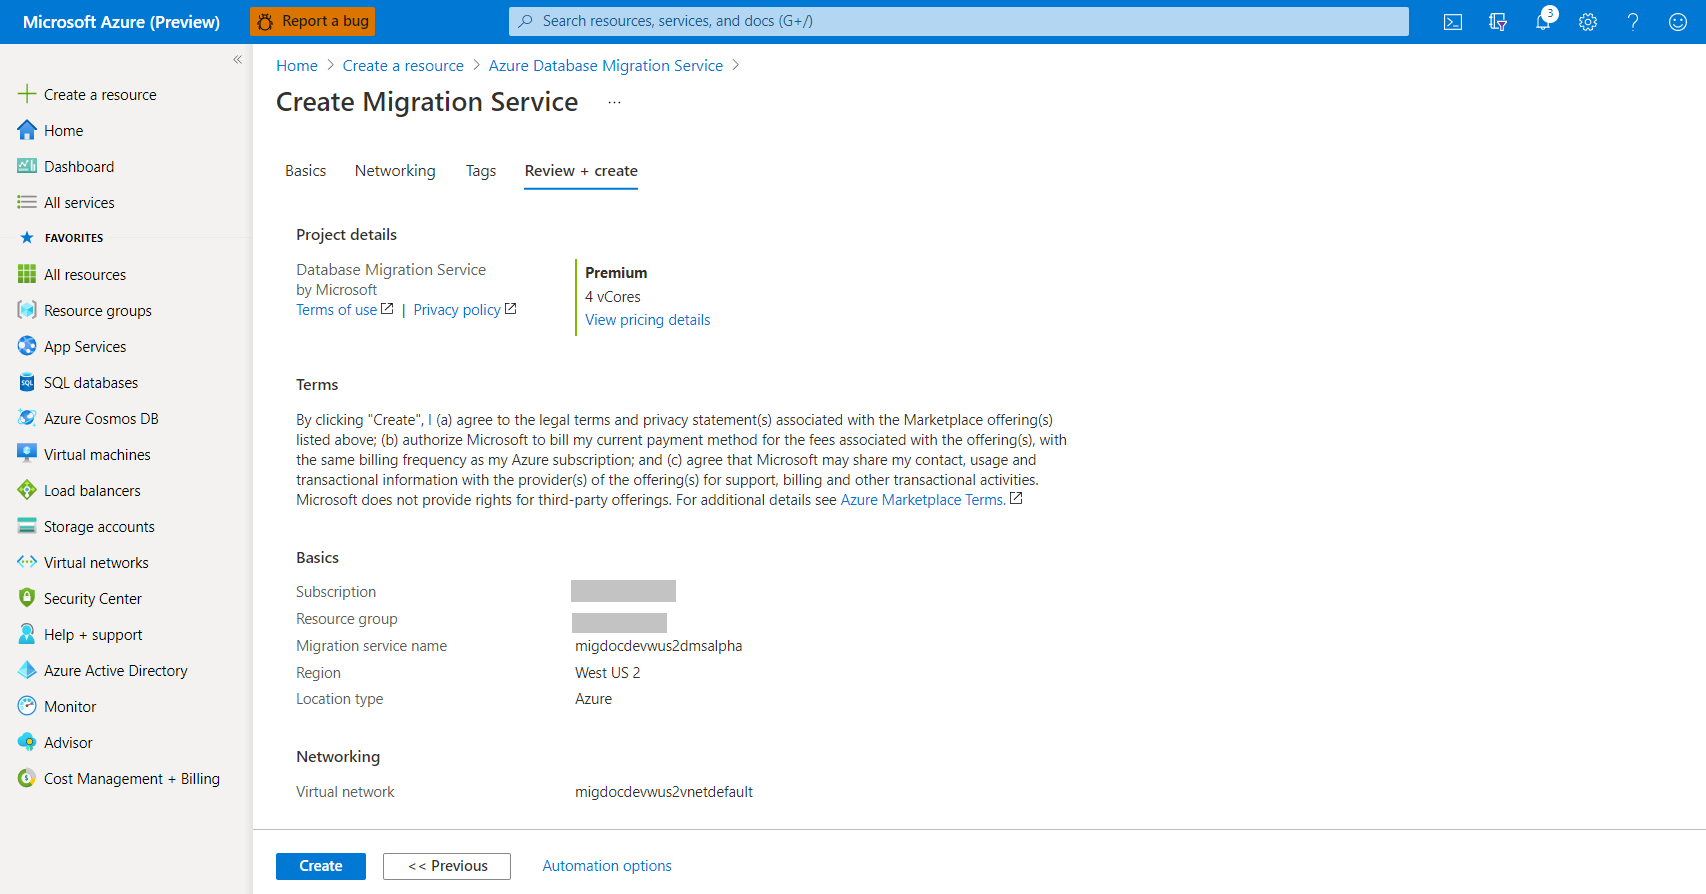 Microsoft Azure (Preview)
Report a bug
Search resources, services, and docs (G+/)
3
Create a resource
Home
Dashboard
All services
FAVORITES
All resources
Resource groups
App Services
SQL
SQL databases
Azure Cosmos DB
Virtual machines
Load balancers
Storage accounts
Virtual networks
Security Center
Help + support
Azure Active Directory
Monitor
Advisor
Cost Management + Billing
Home > Create a resource > Azure Database Migration Service >
Create Migration Service ...
Basics Networking Tags Review + create
Project details
Database Migration Service
by Microsoft
Terms of use | Privacy policy
Premium
4 vCores
View pricing details
Terms
By clicking "Create", I (a) agree to the legal terms and privacy statement(s) associated with the Marketplace offering(s)
listed above; (b) authorize Microsoft to bill my current payment method for the fees associated with the offering(s), with
the same billing frequency as my Azure subscription; and (c) agree that Microsoft may share my contact, usage and
transactional information with the provider(s) of the offering(s) for support, billing and other transactional activities.
Microsoft does not provide rights for third-party offerings. For additional details see Azure Marketplace Terms.
Basics
Subscription
Resource group
Migration service name migdocdevwus2dmsalpha
Region West US 2
Location type Azure
Networking
Virtual network migdocdevwus2vnetdefault
Create << Previous Automation options